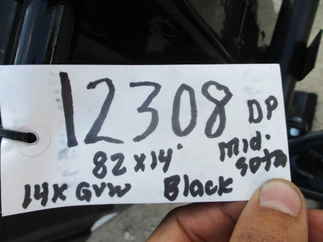 12308 DP
82 x 14' Mid.
14K GVW Black Sota